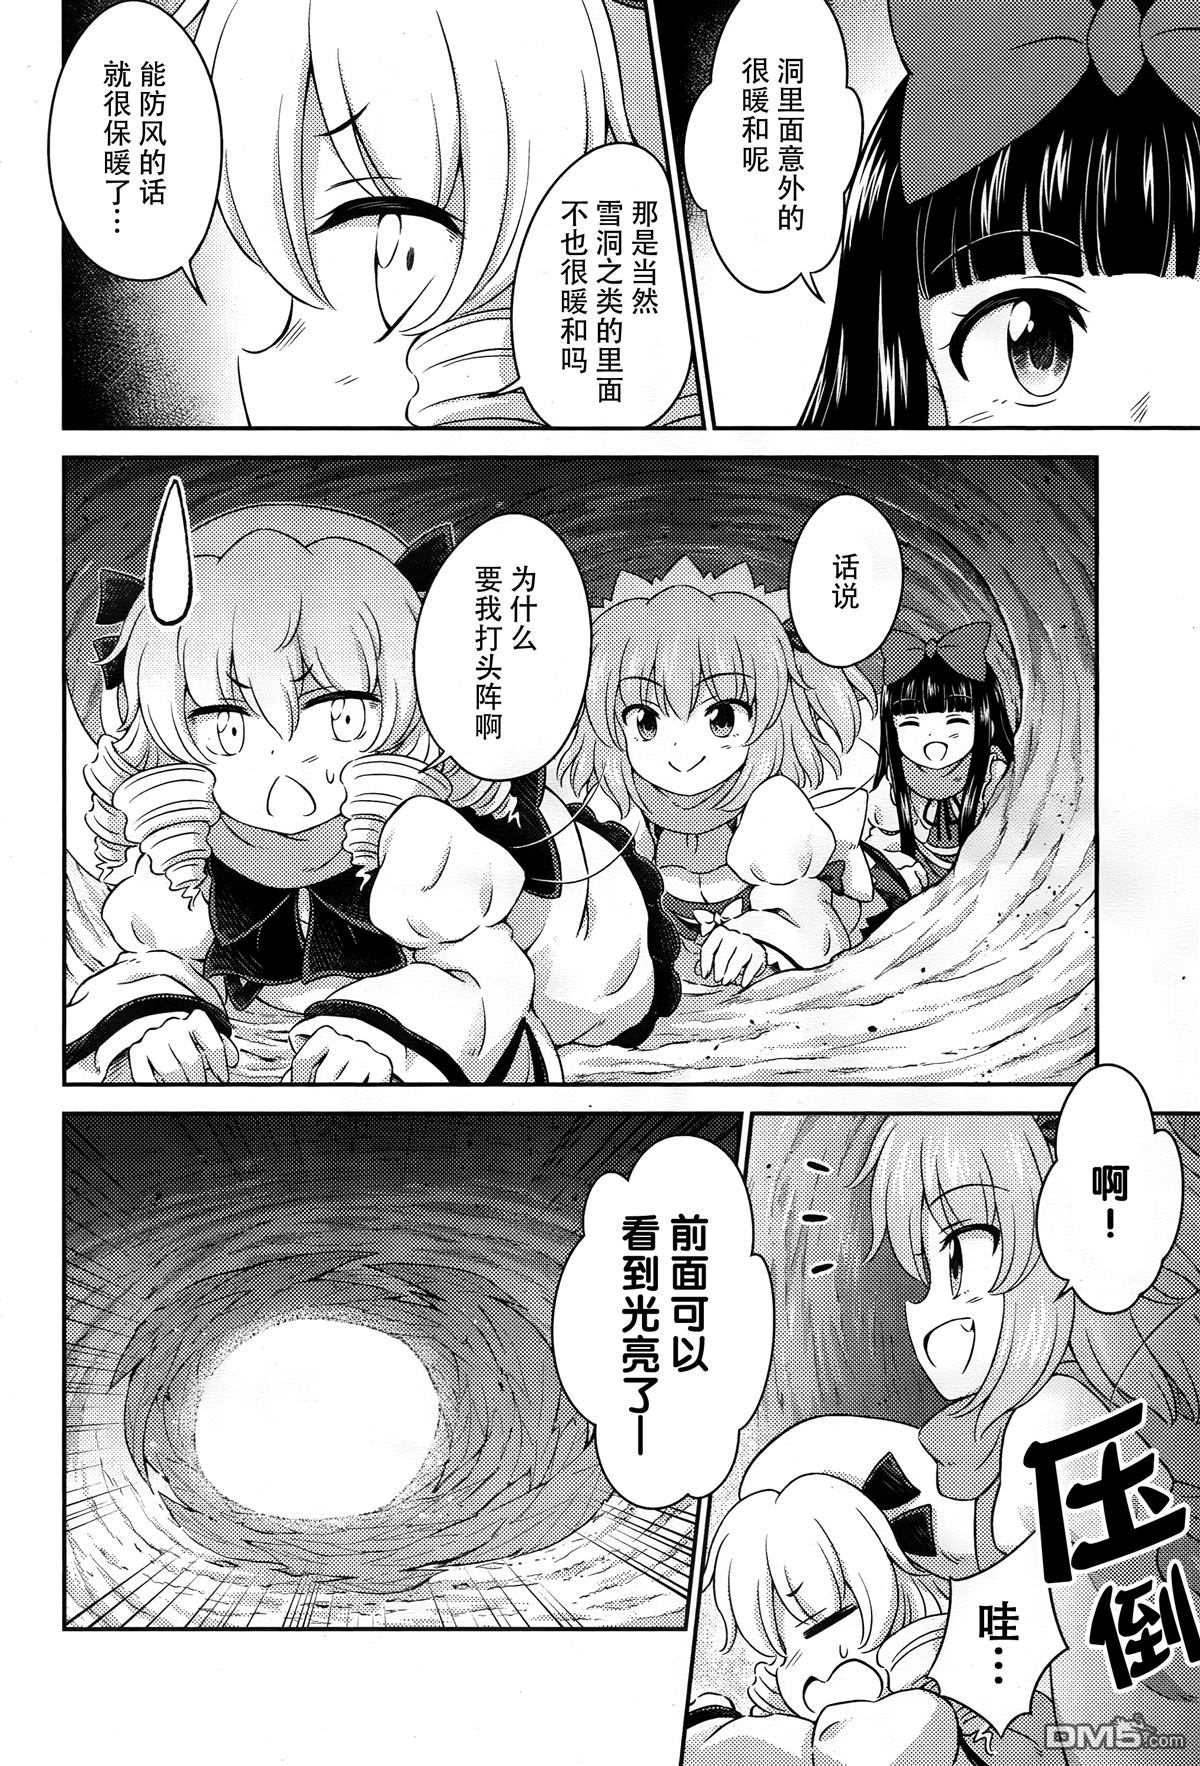 洞里面意外的
很暖和呢
那是当然
雪洞之类的里面
不也很暖和吗
能防风的话
就很保暖了…
话说
为什么
要我打头阵啊
啊！
压倒
哇…
前面可以
看到光亮了ー
DM5.com